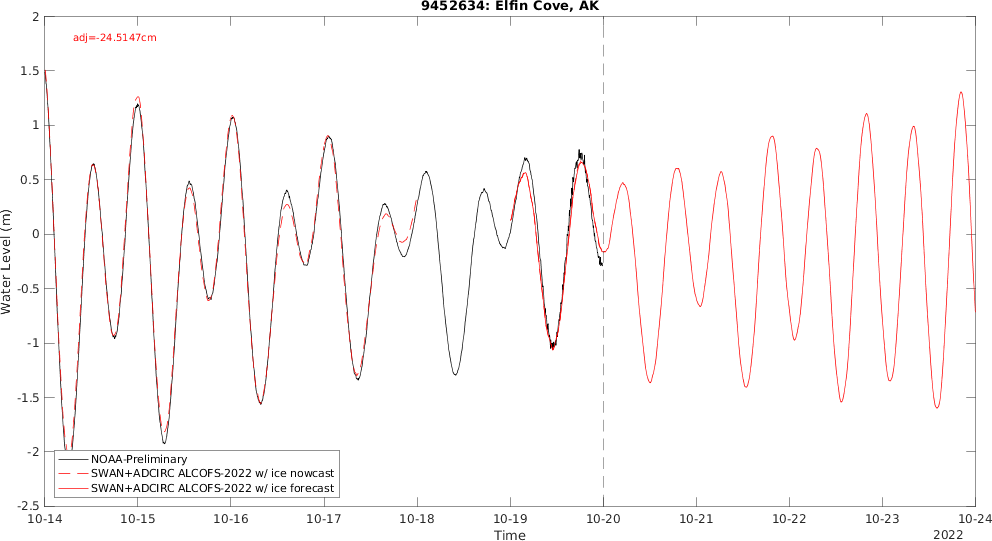 9452634: Elfin Cove, AK
adj=-24.5147cm
Water Level (m)
2
1.5
1
0.5
0
-0.5
-1
-1.5
-2
-2.5
NOAA-Preliminary
SWAN+ADCIRC ALCOFS-2022 w/ ice nowcast
SWAN+ADCIRC ALCOFS-2022 w/ ice forecast
10-14 10-15 10-16 10-17 10-18 10-19 10-20 10-21 10-22 10-23 10-24
Time
2022